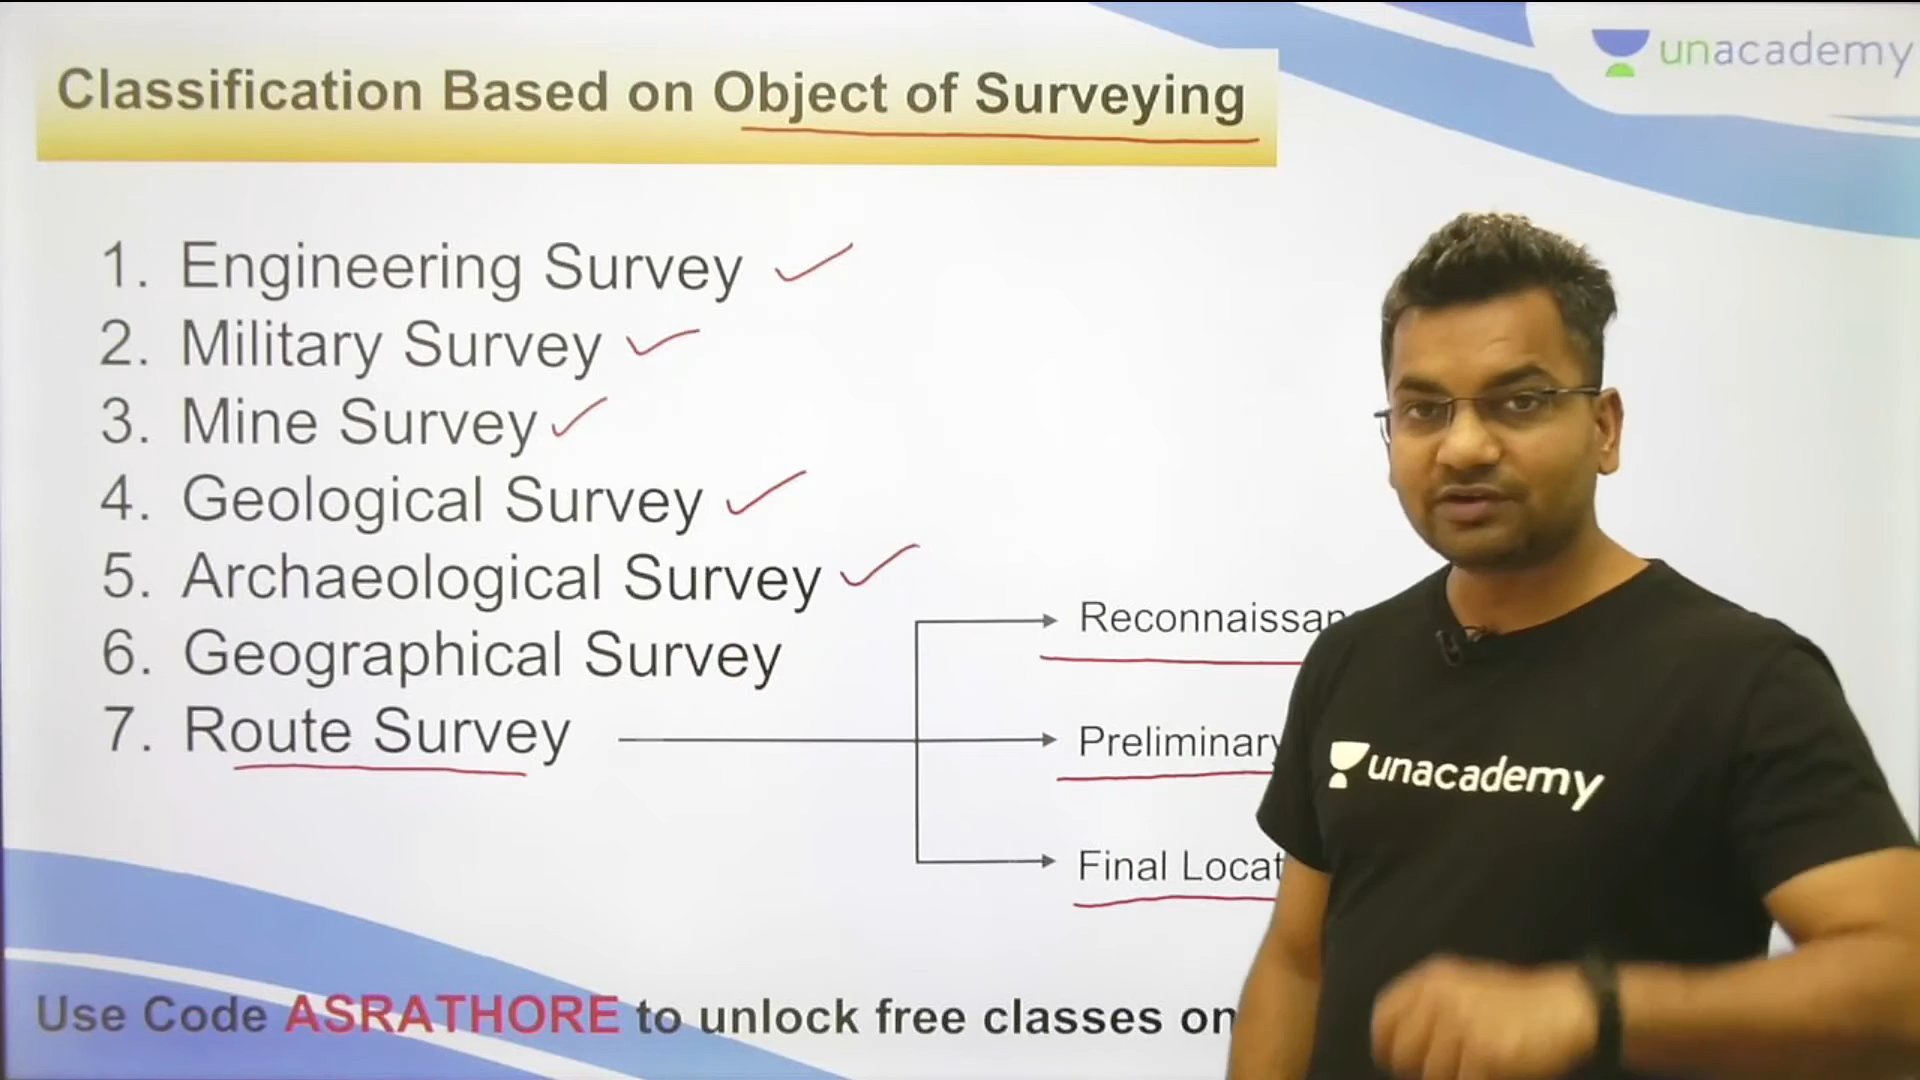 unacademy
Classification Based on Object of Surveying
1. Engineering Survey
2. Military Survey
3. Mine Survey
4. Geological Survey
5. Archaeological Survey
6. Geographical Survey
7. Route Survey
Reconnaissan
Preliminary
Final Locat
unacademy
Use Code ASRATHORE to unlock free classes on